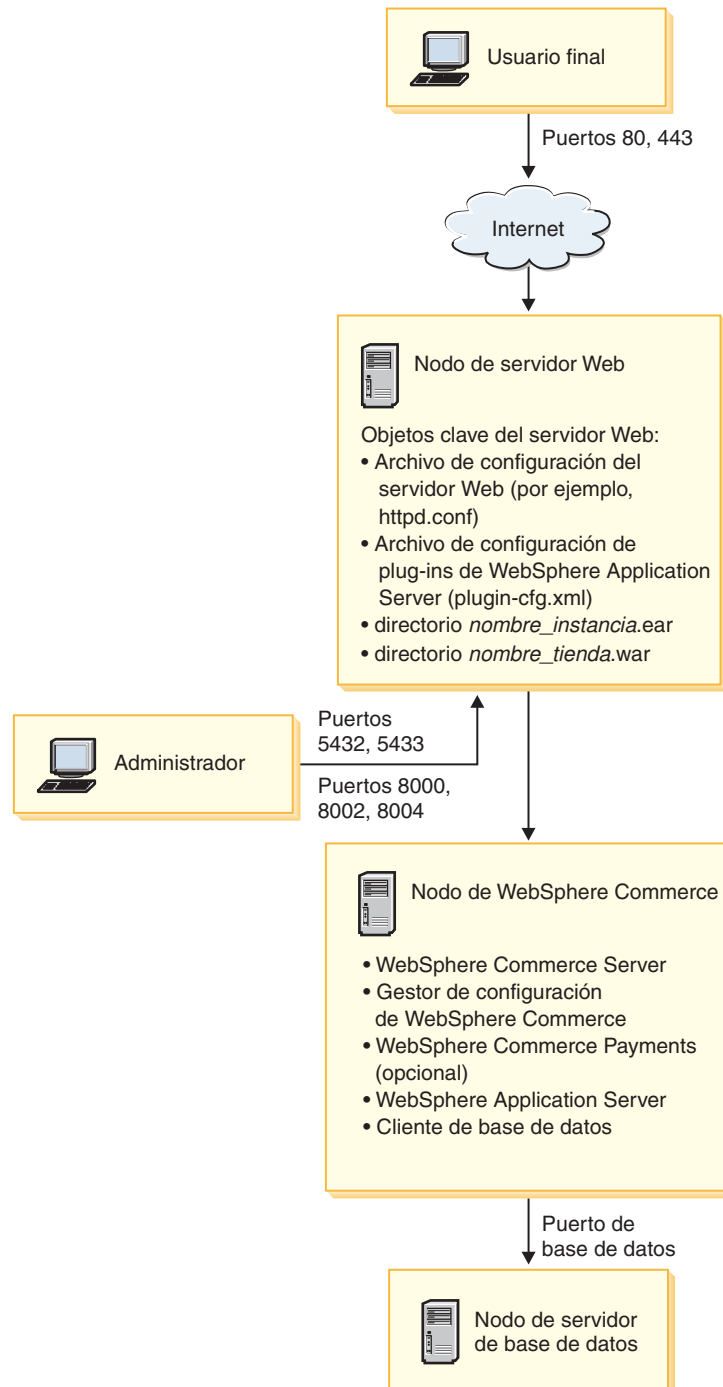 Usuario final
Puertos 80, 443
Internet
Nodo de servidor Web
Objetos clave del servidor Web:
• Archivo de configuración del
servidor Web (por ejemplo,
httpd.conf)
• Archivo de configuración de
plug-ins de WebSphere Application
Server (plugin-cfg.xml)
• directorio nombre_instancia.ear
• directorio nombre_tienda.war
Administrador
Puertos
5432, 5433
Puertos 8000,
8002, 8004
Nodo de WebSphere Commerce
• WebSphere Commerce Server
• Gestor de configuración
de WebSphere Commerce
• WebSphere Commerce Payments
(opcional)
• WebSphere Application Server
• Cliente de base de datos
Puerto de
base de datos
Nodo de servidor
de base de datos